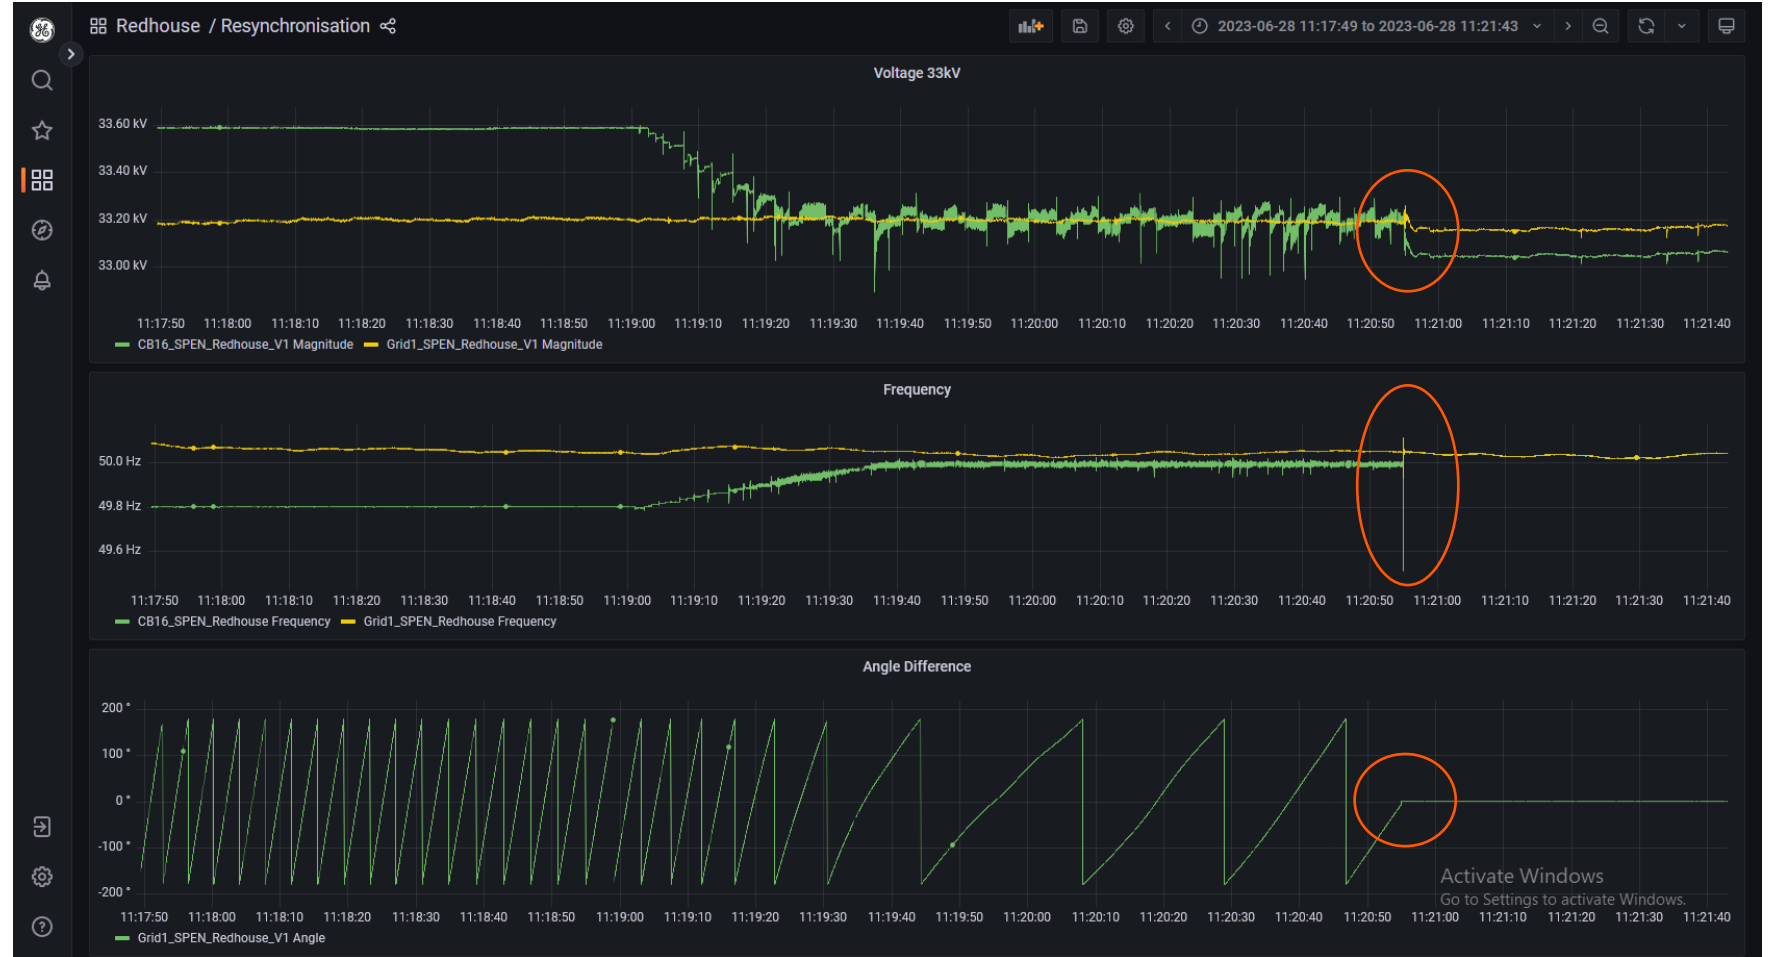 Redhouse / Resynchronisation
2023-06-28 11:17:49 to 2023-06-28 11:21:43
Voltage 33kV
33.60 kV
33.40 kV
33.20 kV
33.00 kV
11:17:50 11:18:00 11:18:10 11:18:20 11:18:30 11:18:40 11:18:50 11:19:00 11:19:10 11:19:20 11:19:30 11:19:40 11:19:50 11:20:00 11:20:10 11:20:20 11:20:30 11:20:40 11:20:50 11:21:00 11:21:10 11:21:20 11:21:30 11:21:40
CB16_SPEN_Redhouse_V1 Magnitude Grid1_SPEN_Redhouse_V1 Magnitude
Frequency
50.0 Hz
49.8 Hz
49.6 Hz
11:17:50 11:18:00 11:18:10 11:18:20 11:18:30 11:18:40 11:18:50 11:19:00 11:19:10 11:19:20 11:19:30 11:19:40 11:19:50 11:20:00 11:20:10 11:20:20 11:20:30 11:20:40 11:20:50 11:21:00 11:21:10 11:21:20 11:21:30 11:21:40
CB16_SPEN_Redhouse Frequency Grid1_SPEN_Redhouse Frequency
Angle Difference
200 °
100 °
0 °
-100 °
-200 °
11:17:50 11:18:00 11:18:10 11:18:20 11:18:30 11:18:40 11:18:50 11:19:00 11:19:10 11:19:20 11:19:30 11:19:40 11:19:50 11:20:00 11:20:10 11:20:20 11:20:30 11:20:40 11:20:50 11:21:00 11:21:10 11:21:20 11:21:30 11:21:40
Grid1_SPEN_Redhouse_V1 Angle
Activate Windows
Go to Settings to activate Windows.